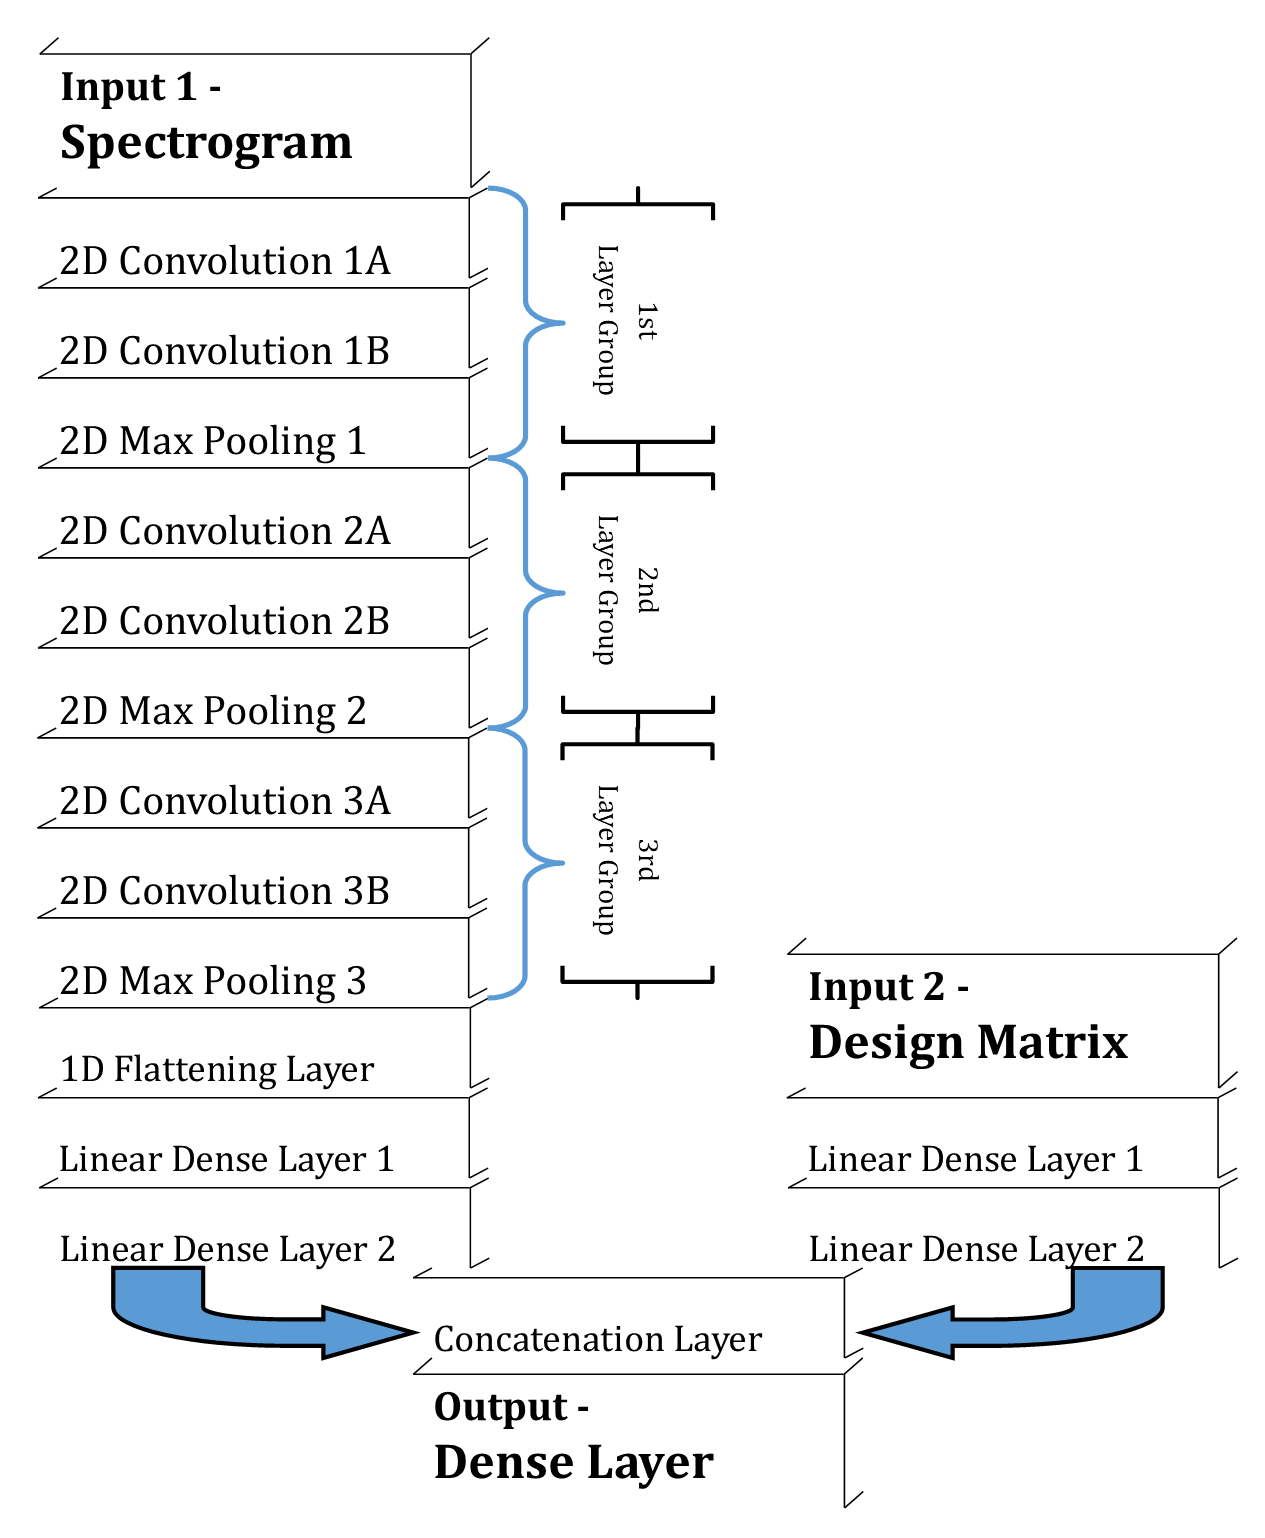 Input 1 -
Spectrogram
2D Convolution 1A
2D Convolution 1B
2D Max Pooling 1
1st
Layer Group
2D Convolution 2A
2D Convolution 2B
2D Max Pooling 2
2nd
Layer Group
2D Convolution 3A
2D Convolution 3B
2D Max Pooling 3
3rd
Layer Group
1D Flattening Layer
Linear Dense Layer 1
Linear Dense Layer 2
Input 2 -
Design Matrix
Linear Dense Layer 1
Linear Dense Layer 2
Concatenation Layer
Output -
Dense Layer